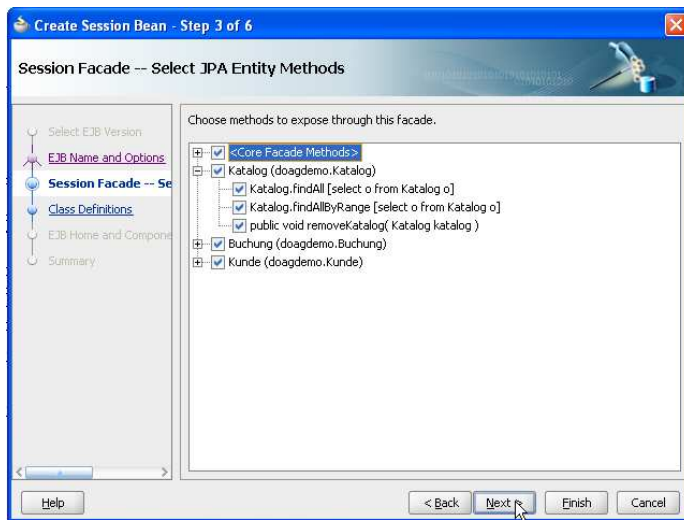 Create Session Bean - Step 3 of 6
Session Facade -- Select JPA Entity Methods
Select EJB Version
EJB Name and Options
Session Facade -- Se
Class Definitions
EJB Home and Compone
Summary
Choose methods to expose through this facade.
<Core Facade Methods>
Katalog (doagdemo.Katalog)
Katalog.findAll [select o from Katalog o]
Katalog.findAllByRange [select o from Katalog o]
public void removeKatalog( Katalog katalog )
Buchung (doagdemo.Buchung)
Kunde (doagdemo.Kunde)
Help
< Back
Next >
Finish
Cancel